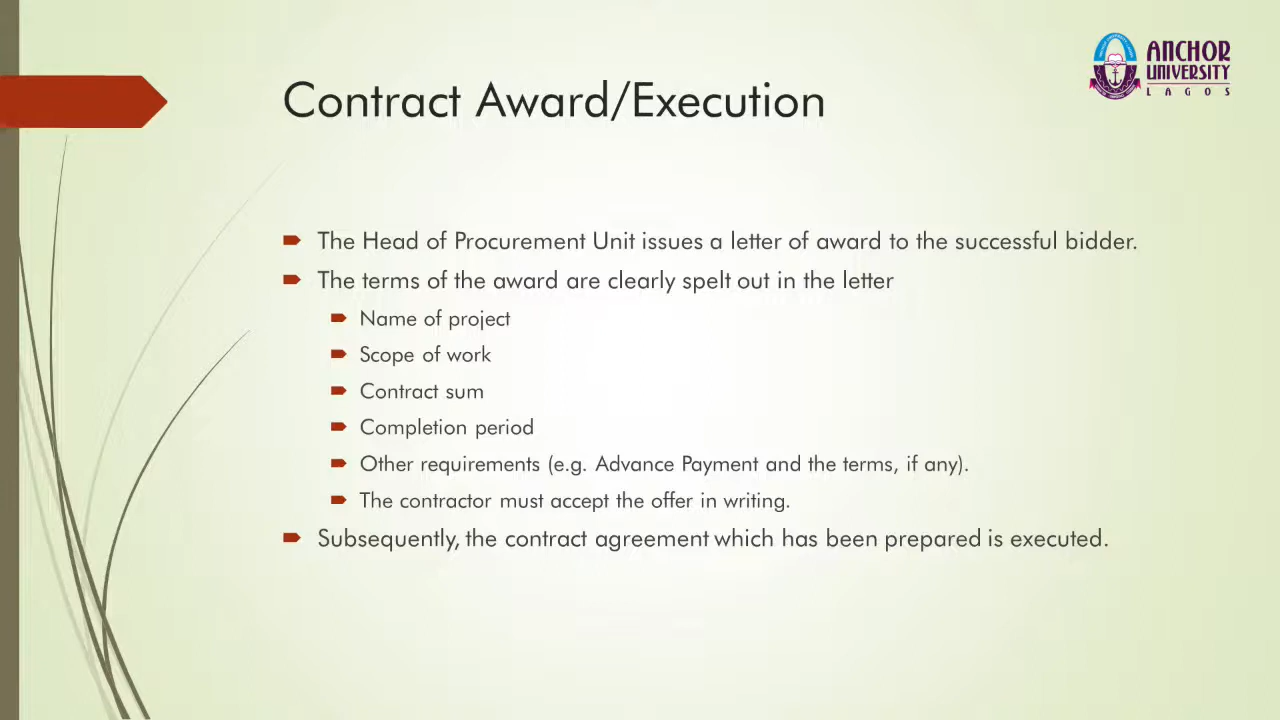 ANCHOR
UNIVERSITY
LAGOS
Contract Award/Execution
The Head of Procurement Unit issues a letter of award to the successful bidder.
The terms of the award are clearly spelt out in the letter
Name of project
Scope of work
Contract sum
Completion period
Other requirements (e.g. Advance Payment and the terms, if any).
The contractor must accept the offer in writing.
Subsequently, the contract agreement which has been prepared is executed.